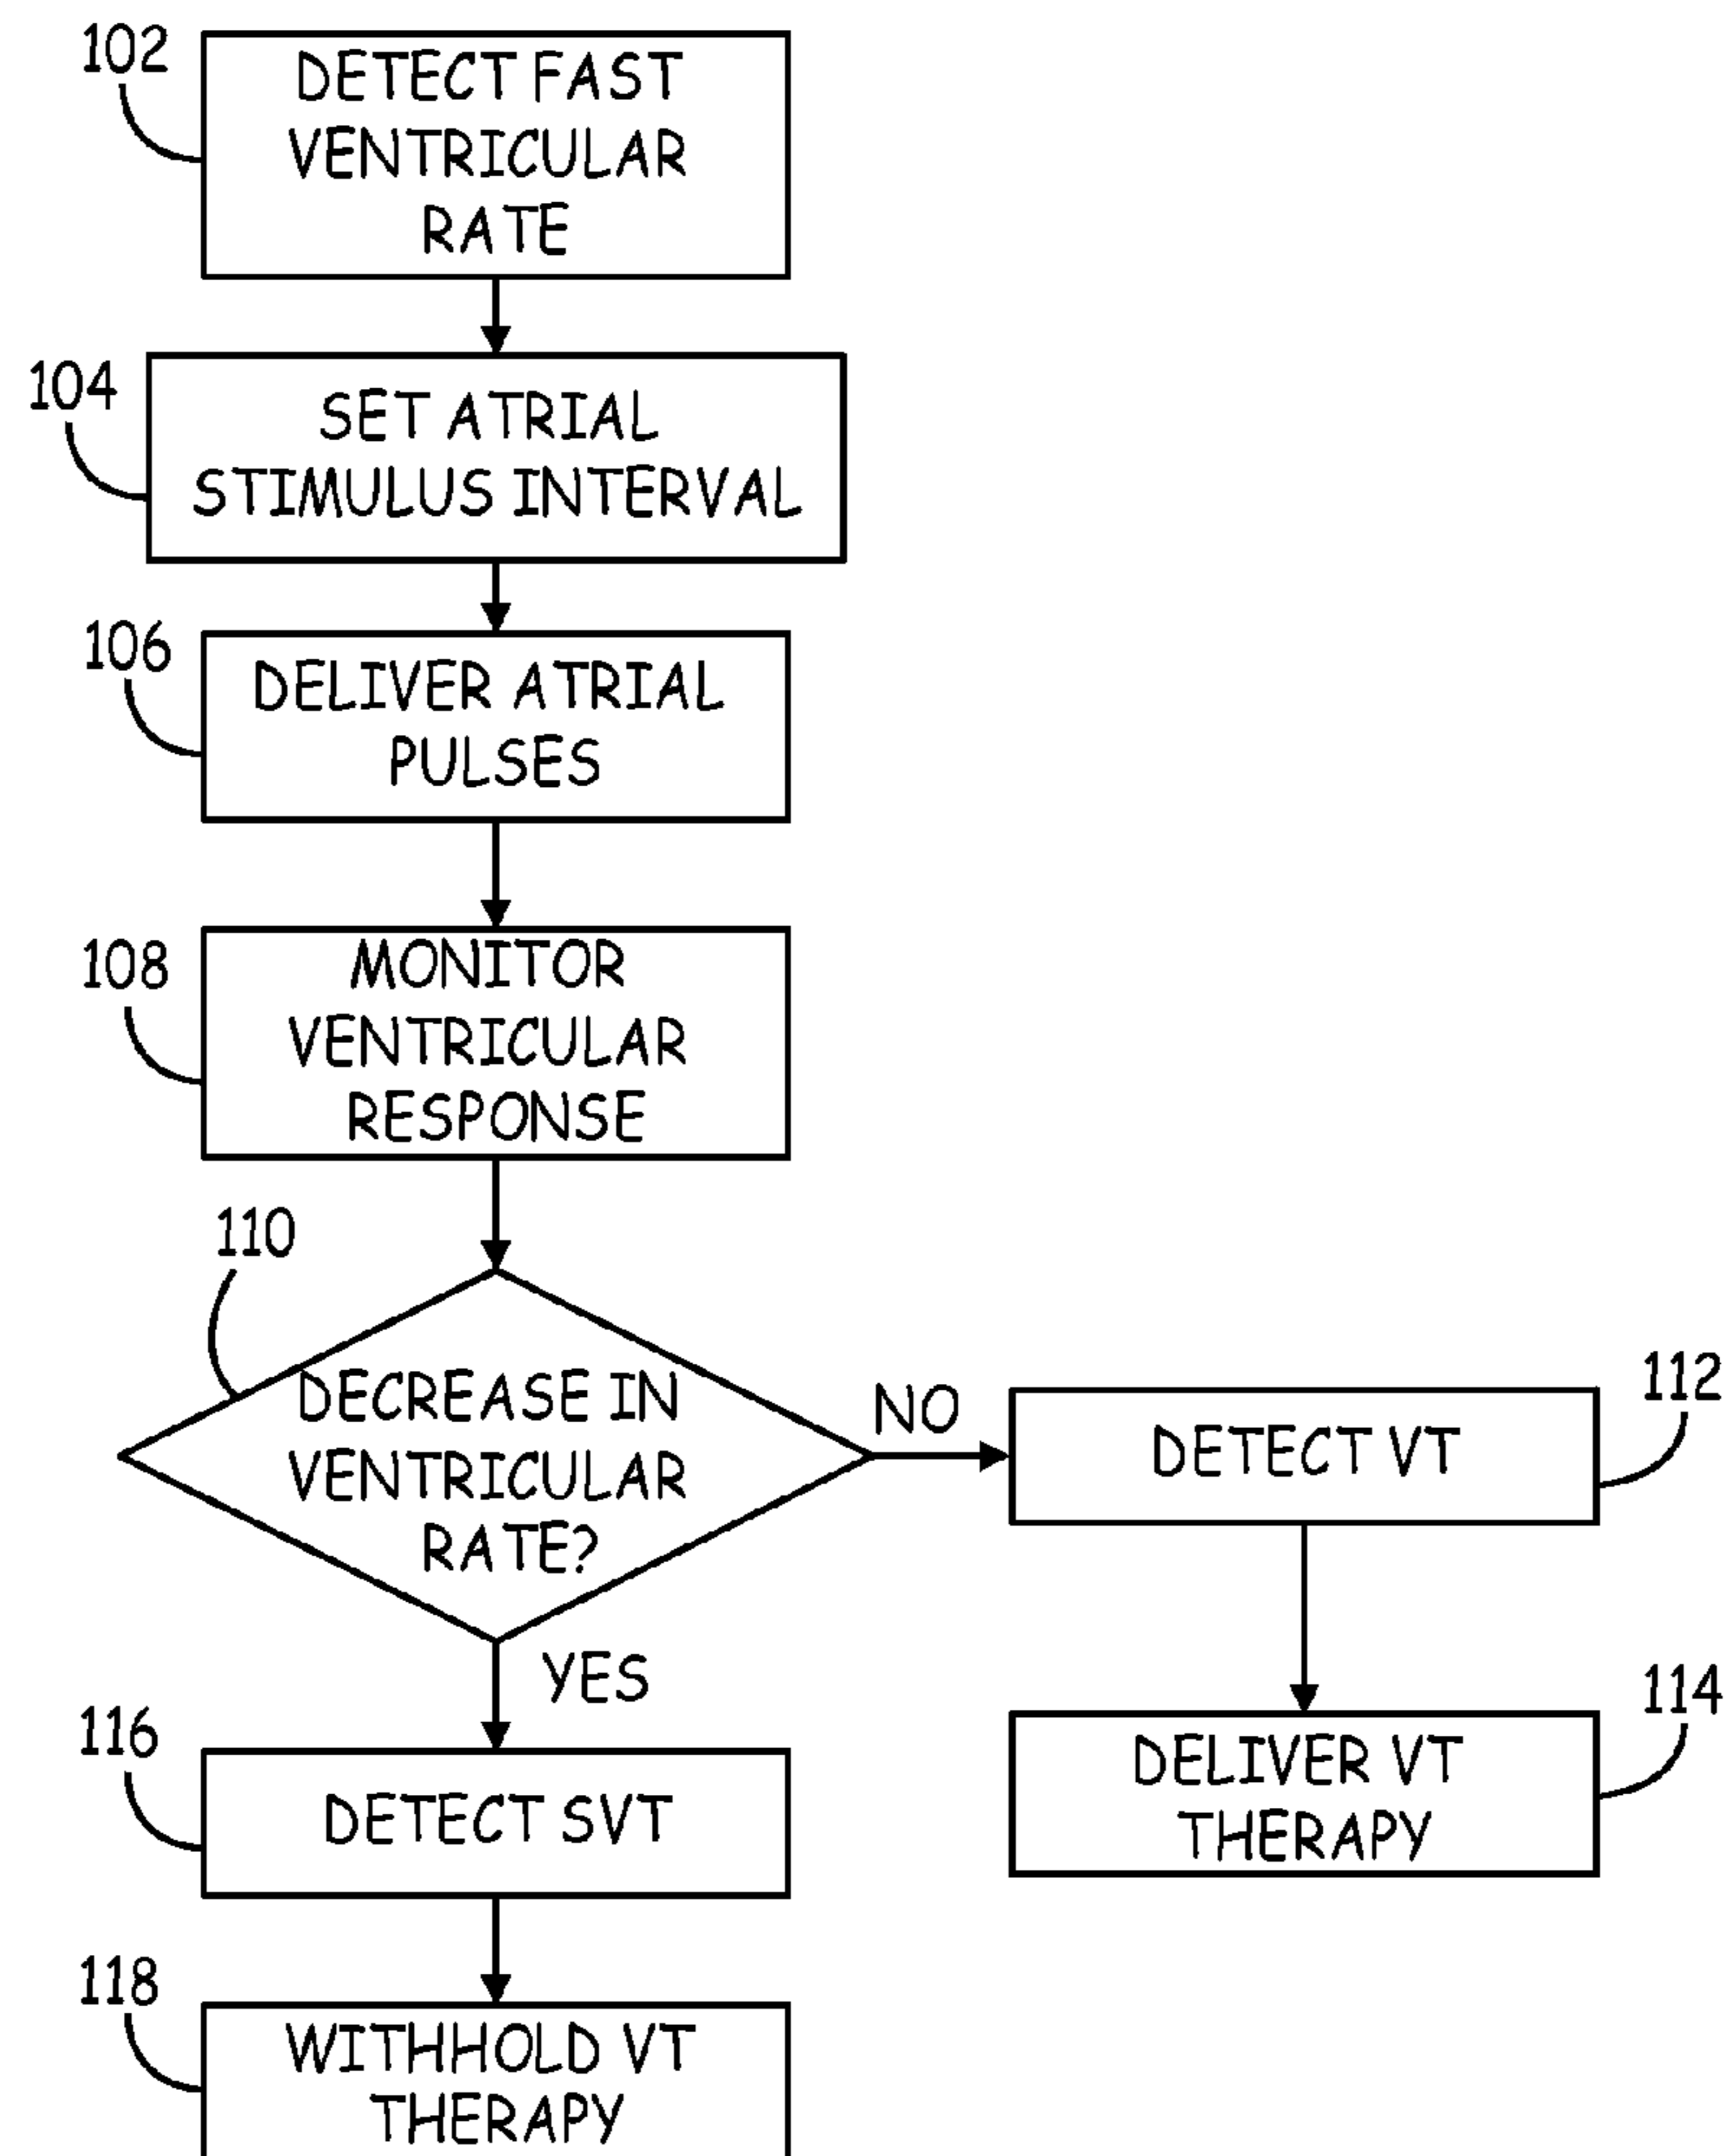 102
DETECT FAST
VENTRICULAR
RATE
104
SET ATRIAL
STIMULUS INTERVAL
106
DELIVER ATRIAL
PULSES
108
MONITOR
VENTRICULAR
RESPONSE
110
DECREASE IN
VENTRICULAR
RATE?
NO
112
DETECT VT
YES
114
DELIVER VT
THERAPY
116
DETECT SVT
118
WITHHOLD VT
THERAPY